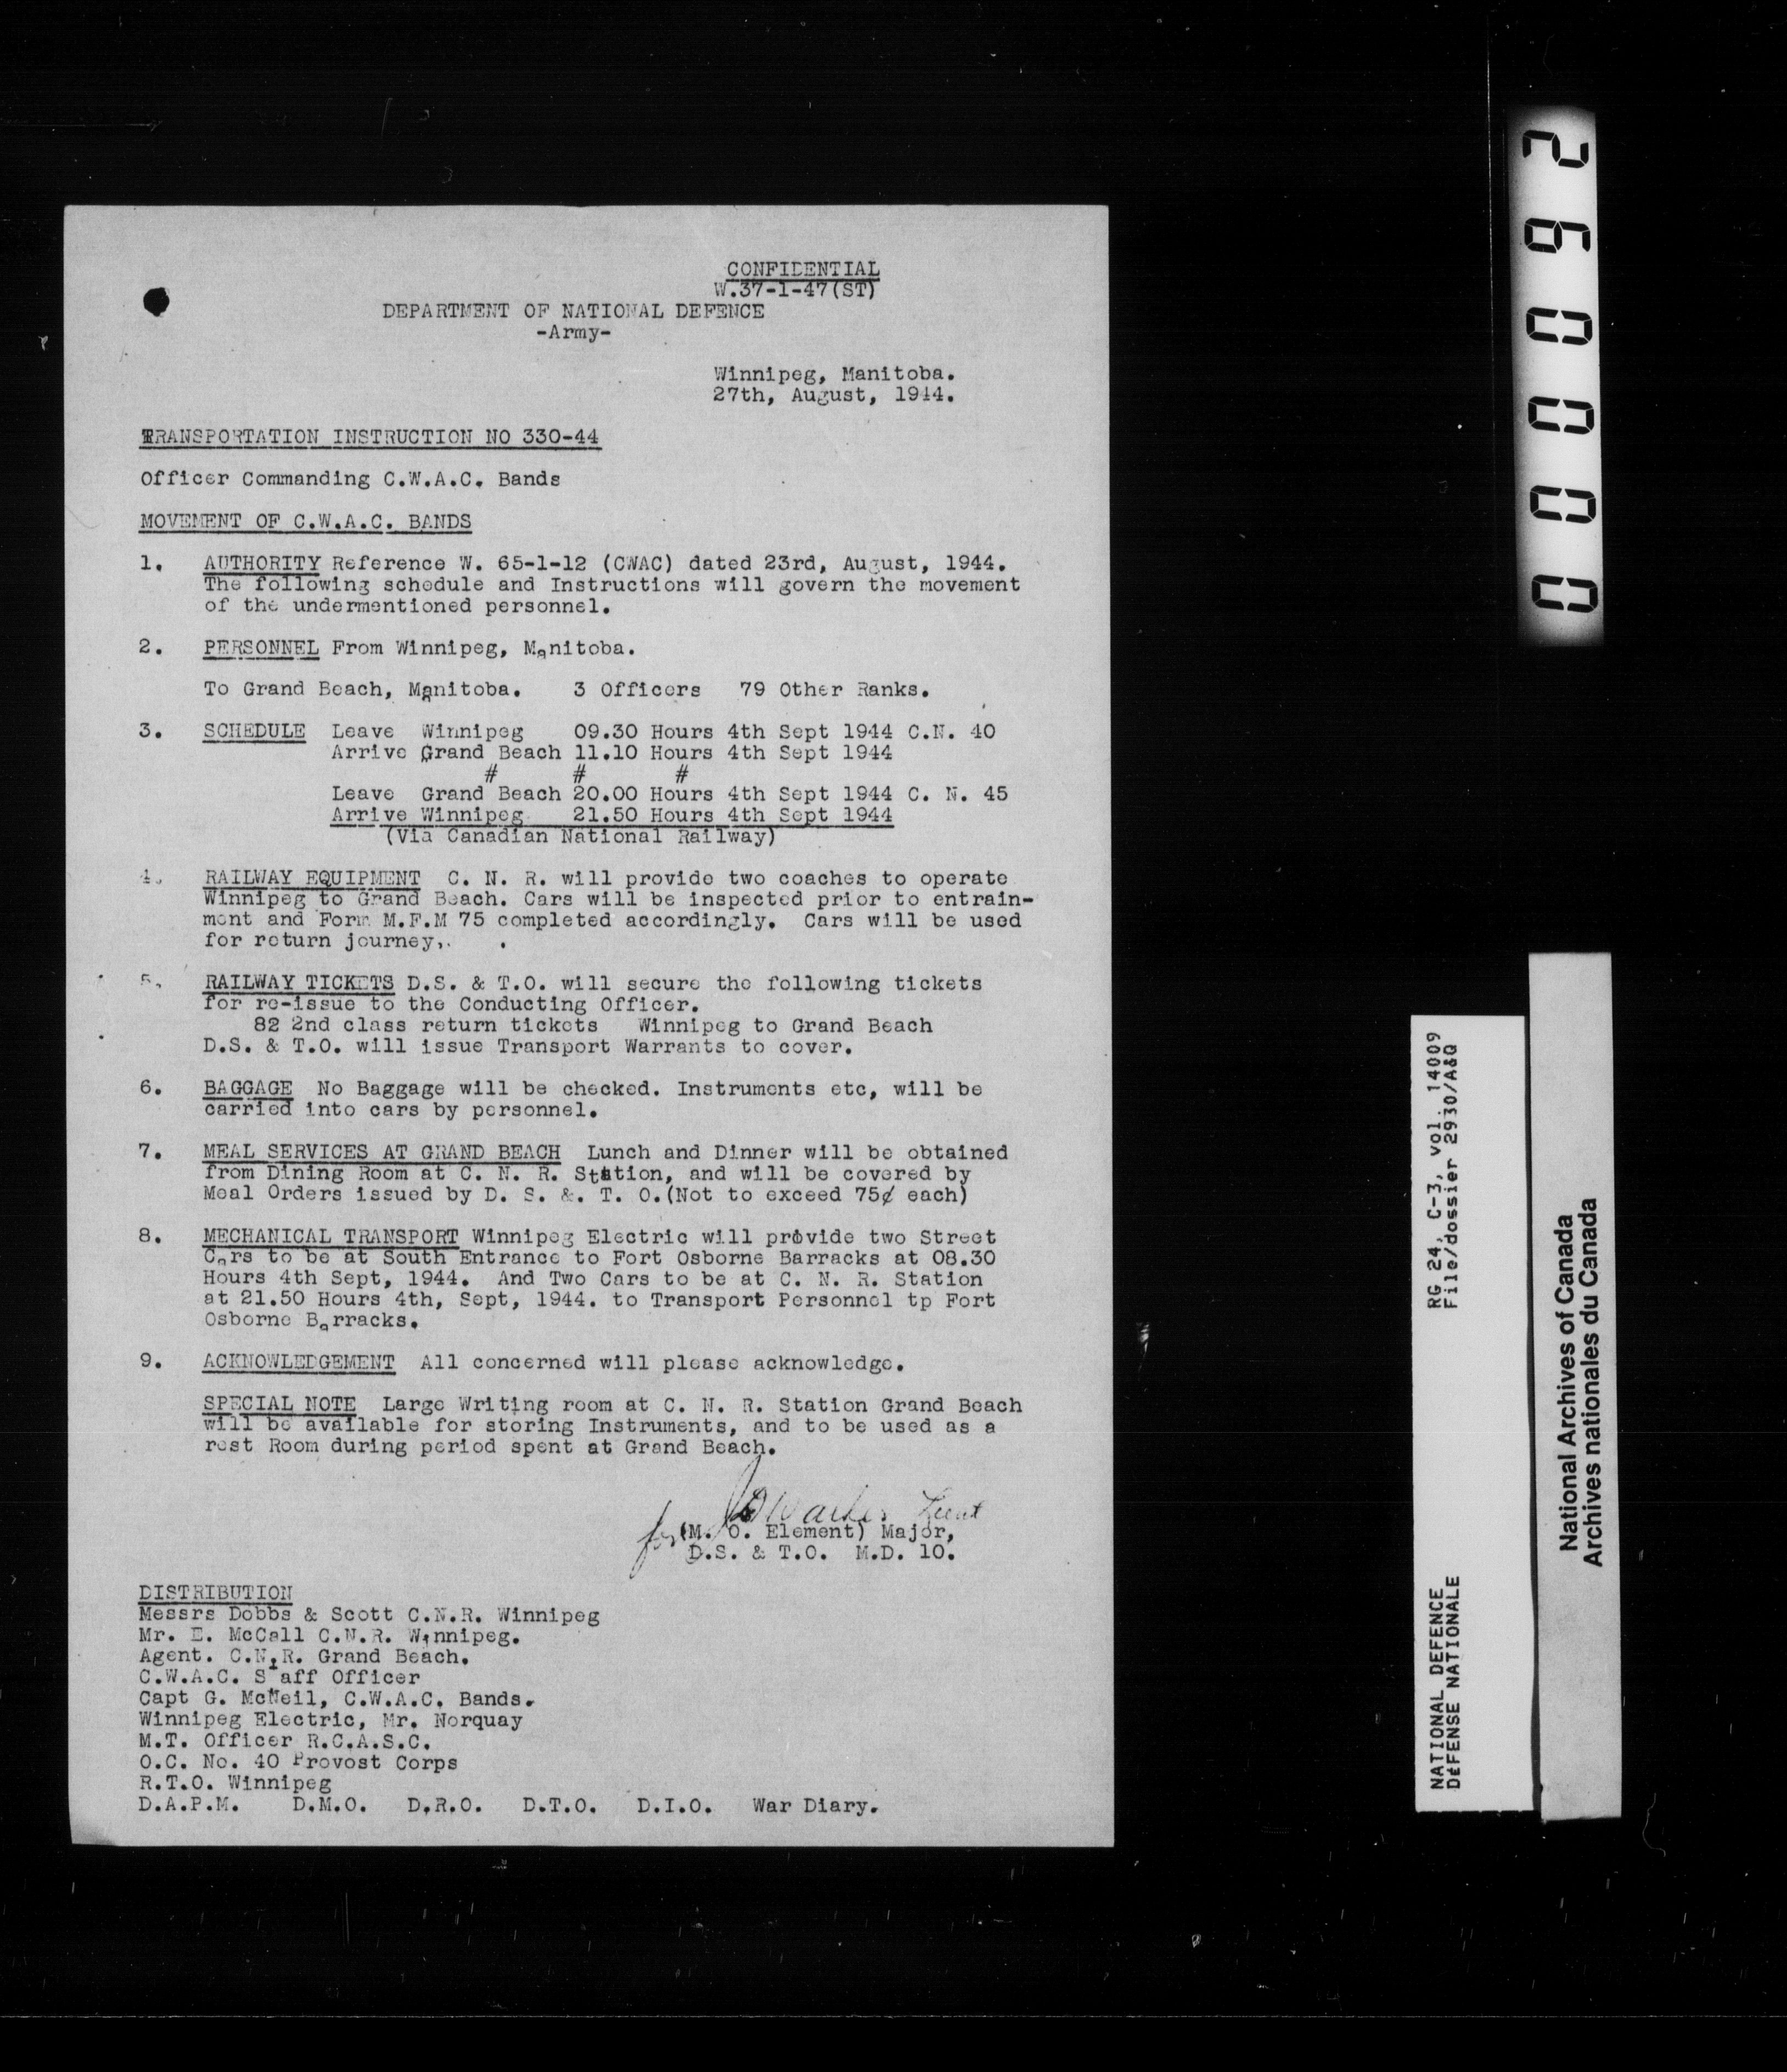 CONFIDENTIAL
W.37-1-47(ST)
DEPARTMENT OF NATIONAL DEFENCE
-Army-
Winnipeg, Manitoba.
27th, August, 1944.
TRANSPORTATION INSTRUCTION NO 330-44
Officer Commanding C.W.A.C. Bands
MOVEMENT OF C.W.A.C. BANDS
1. AUTHORITY Reference W. 65-1-12 (CWAC) dated 23rd, August, 1944.
The following schedule and Instructions will govern the movement
of the undermentioned personnel.
2. PERSONNEL From Winnipeg, Manitoba.
To Grand Beach, Manitoba. 3 Officers 79 Other Ranks.
3. SCHEDULE Leave Winnipeg 09.30 Hours 4th Sept 1944 C.N. 40
Arrive Grand Beach 11.10 Hours 4th Sept 1944
# # #
Leave Grand Beach 20.00 Hours 4th Sept 1944 C. N. 45
Arrive Winnipeg 21.50 Hours 4th Sept 1944
(Via Canadian National Railway)
4. RAILWAY EQUIPMENT C. N. R. will provide two coaches to operate
Winnipeg to Grand Beach. Cars will be inspected prior to entrain-
ment and Form M.F.M 75 completed accordingly. Cars will be used
for return journey,. .
5. RAILWAY TICKETS D.S. & T.O. will secure the following tickets
for re-issue to the Conducting Officer.
82 2nd class return tickets Winnipeg to Grand Beach
D.S. & T.O. will issue Transport Warrants to cover.
6. BAGGAGE No Baggage will be checked. Instruments etc, will be
carried into cars by personnel.
7. MEAL SERVICES AT GRAND BEACH Lunch and Dinner will be obtained
from Dining Room at C. N. R. Station, and will be covered by
Meal Orders issued by D. S. &. T. O.(Not to exceed 75¢ each)
8. MECHANICAL TRANSPORT Winnipeg Electric will provide two Street
Cars to be at South Entrance to Fort Osborne Barracks at 08.30
Hours 4th Sept, 1944. And Two Cars to be at C. N. R. Station
at 21.50 Hours 4th, Sept, 1944. to Transport Personnel tp Fort
Osborne Barracks.
9. ACKNOWLEDGEMENT All concerned will please acknowledge.
SPECIAL NOTE Large Writing room at C. N. R. Station Grand Beach
will be available for storing Instruments, and to be used as a
rest Room during period spent at Grand Beach.
Lieut
for (M. O. Element) Major,
D.S. & T.O. M.D. 10.
DISTRIBUTION
Messrs Dobbs & Scott C.N.R. Winnipeg
Mr. E. McCall C.N.R. Winnipeg.
Agent. C.N.R. Grand Beach.
C.W.A.C. Staff Officer
Capt G. McNeil, C.W.A.C. Bands.
Winnipeg Electric, Mr. Norquay
M.T. Officer R.C.A.S.C.
O.C. No. 40 Provost Corps
R.T.O. Winnipeg
D.A.P.M. D.M.O. D.R.O. D.T.O. D.I.O. War Diary.
000092
NATIONAL DEFENCE RG 24, C-3, vol. 14009
DÉFENSE NATIONALE File/dossier 2930/A&Q
National Archives of Canada
Archives nationales du Canada